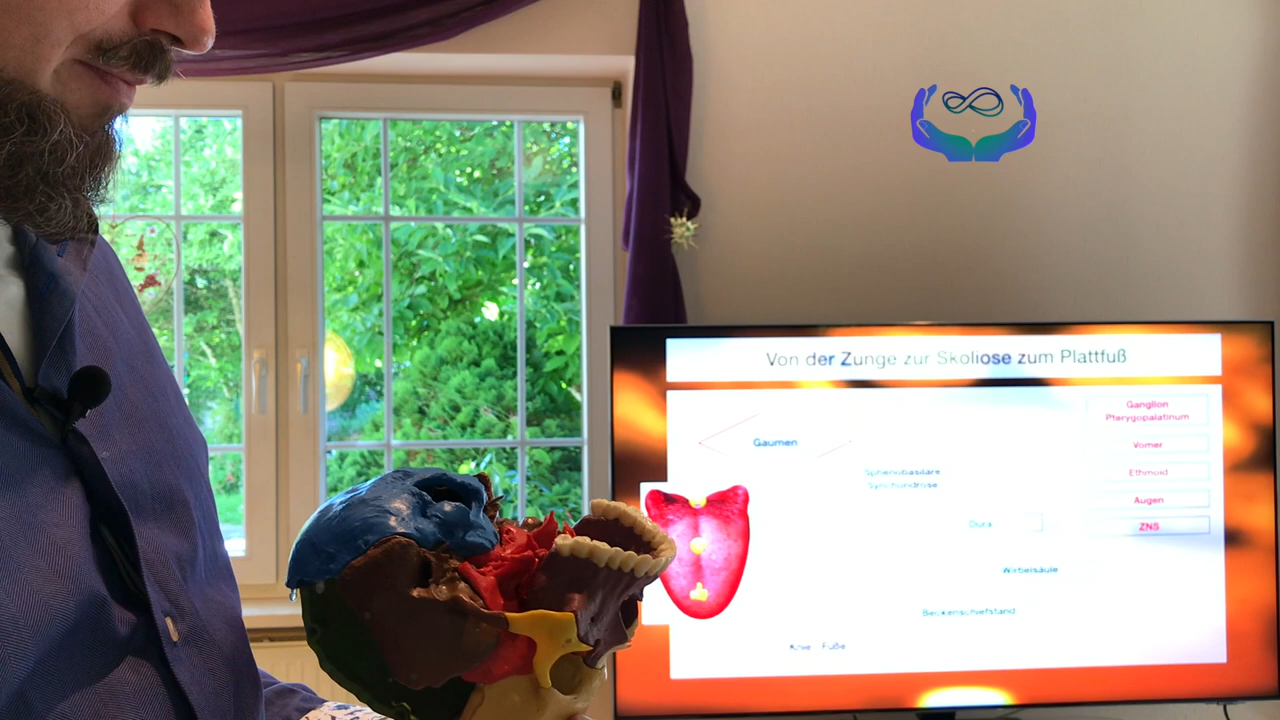 Von der Zunge zur Skoliose zum Plattfuß
Gaumen
Sphenobasiläre
Synchondrose
Dura
Wirbelsäule
Beckenschiefstand
Knie Füße
Ganglion
Pterygopalatinum
Vomer
Ethmoid
Augen
ZNS